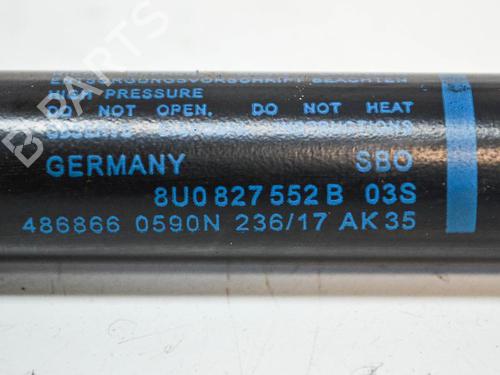 HIGH PRESSURE
DO NOT OPEN. DO NOT HEAT
GERMANY SBO
8U0 827 552 B 03S
486866 0590N 236/17 AK35
B PARTS